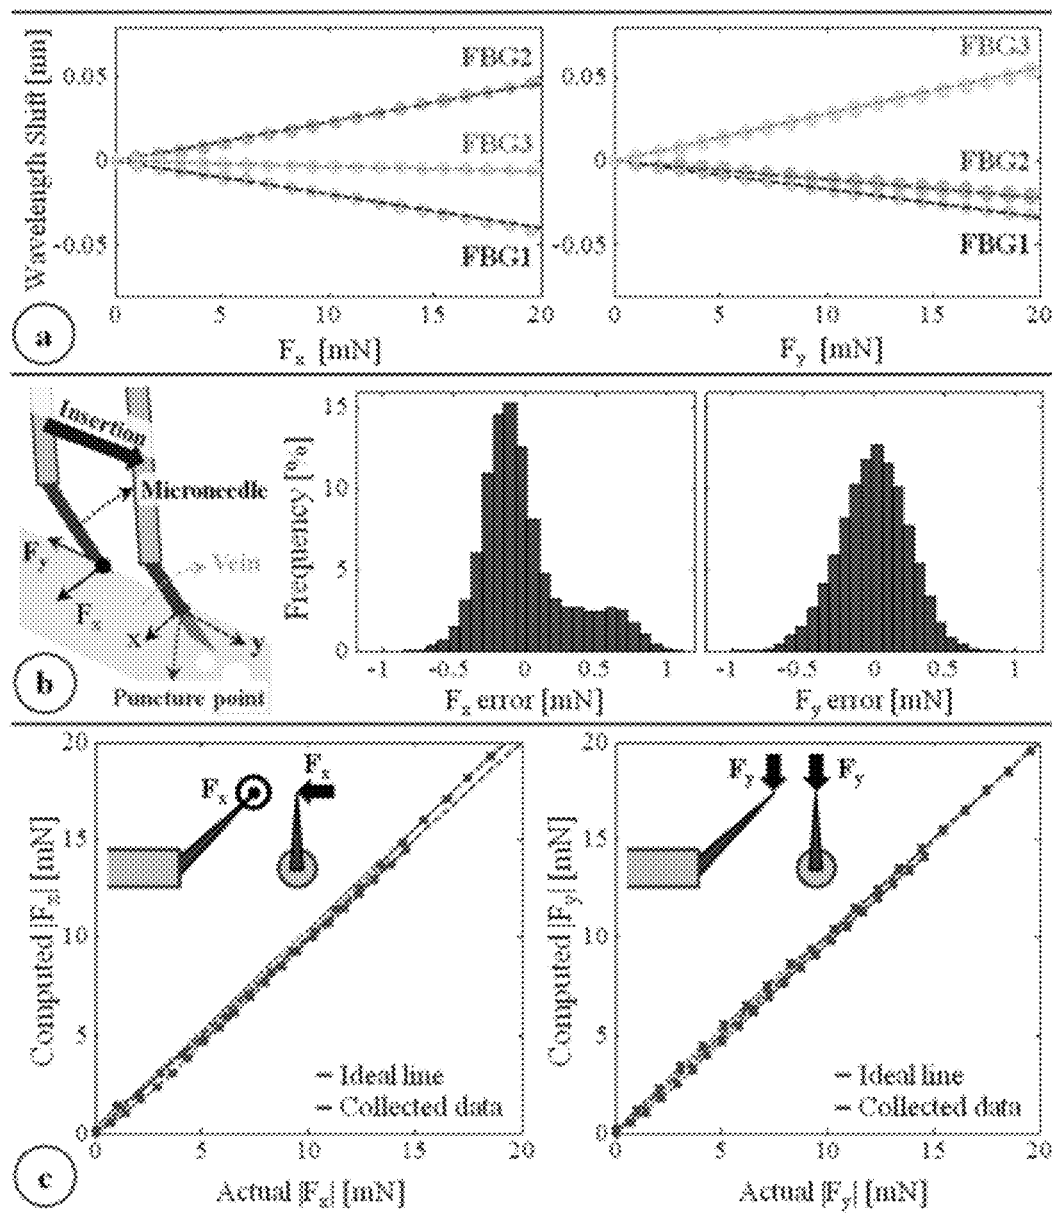 Wavelength Shift [nm]
0.05
0
-0.05
FBG2
FBG3
FBG1
0 5 10 15 20
Fx [mN]
0.05
0
-0.05
FBG3
FBG2
FBG1
0 5 10 15 20
Fy [mN]
a
Insertion
Microneedle
Fy
Fx
Vein
x
y
Puncture point
b
Frequency [%]
15
10
5
0
-1 -0.5 0 0.5 1
Fx error [mN]
-1 -0.5 0 0.5 1
Fy error [mN]
Computed |Fx| [mN]
20
15
10
5
0
Fx
Fx
Ideal line
Collected data
0 5 10 15 20
Actual |Fx| [mN]
Computed |Fy| [mN]
20
15
10
5
0
Fy
Fy
Ideal line
Collected data
0 5 10 15 20
Actual |Fy| [mN]
c